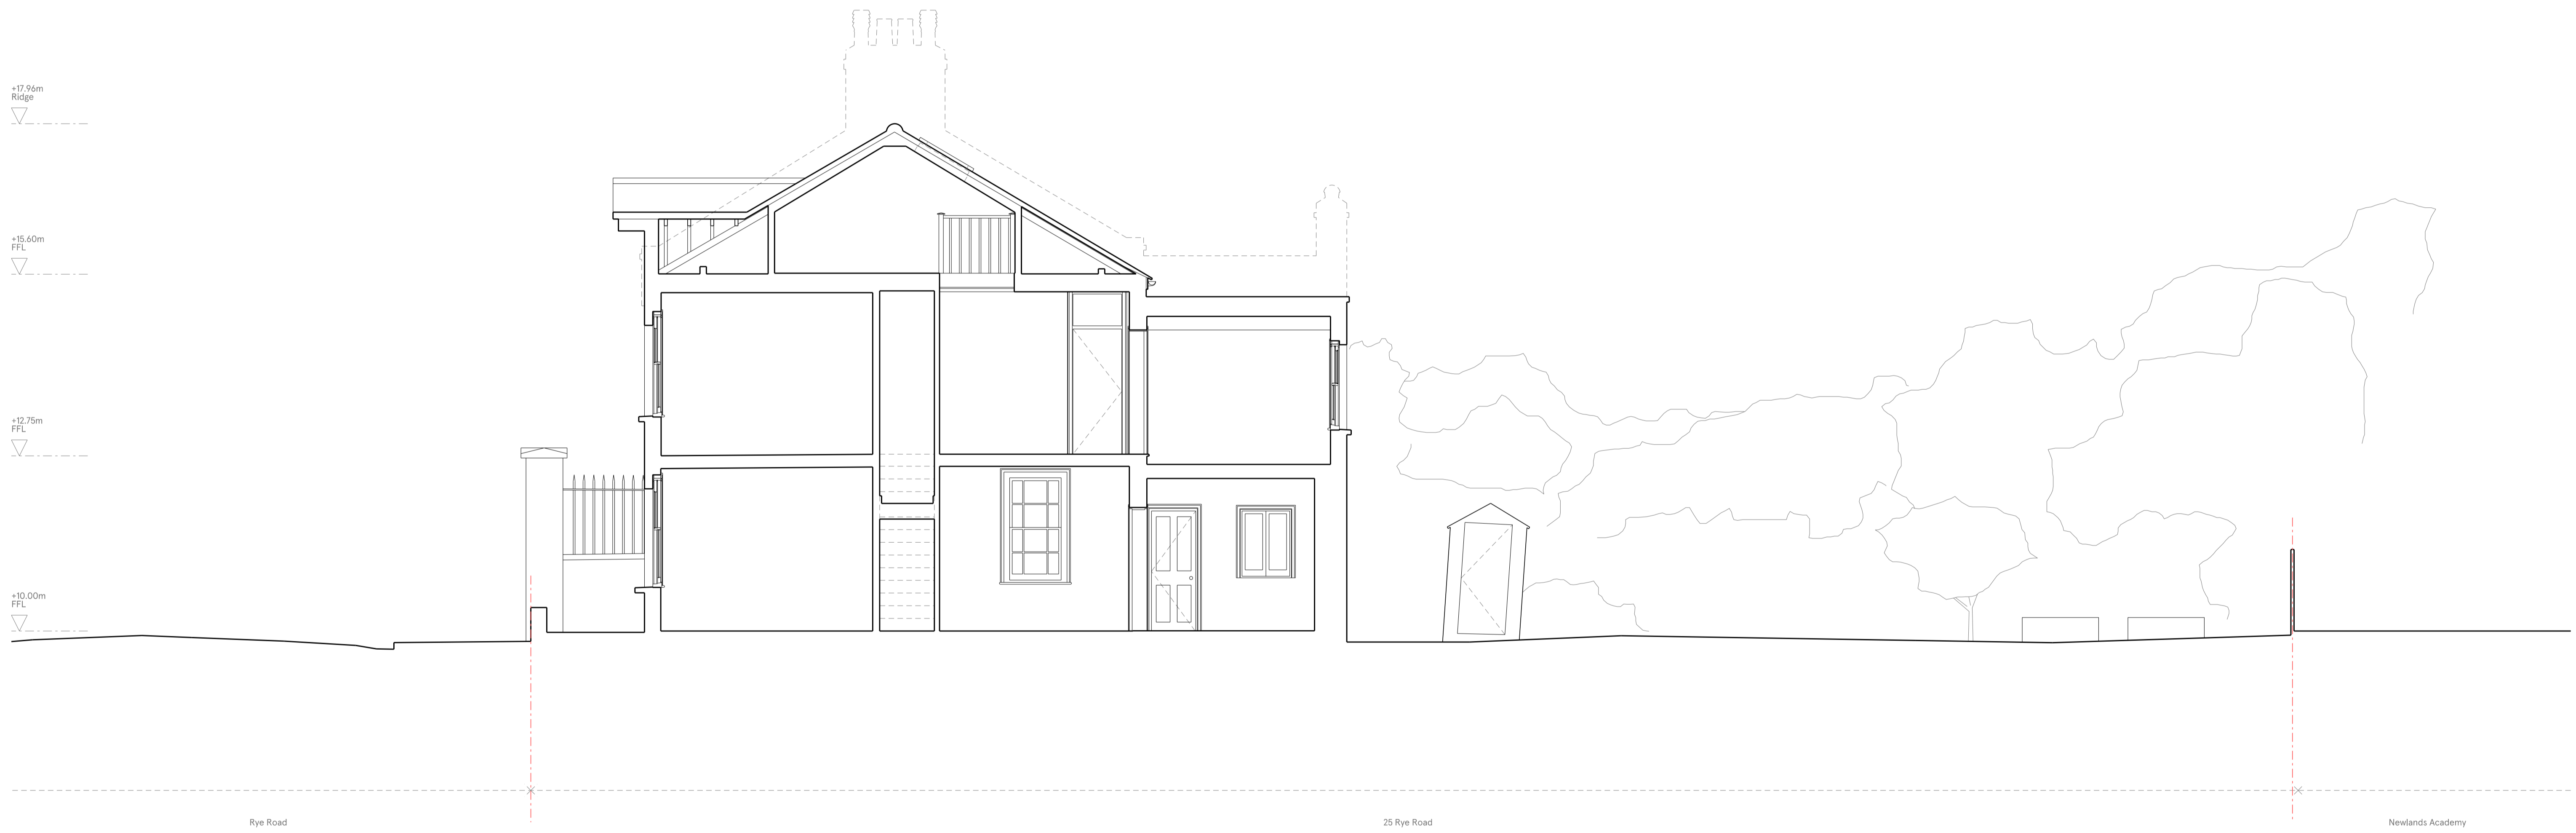 +17.96m
Ridge
+15.60m
FFL
+12.75m
FFL
+10.00m
FFL
Rye Road
25 Rye Road
Newlands Academy